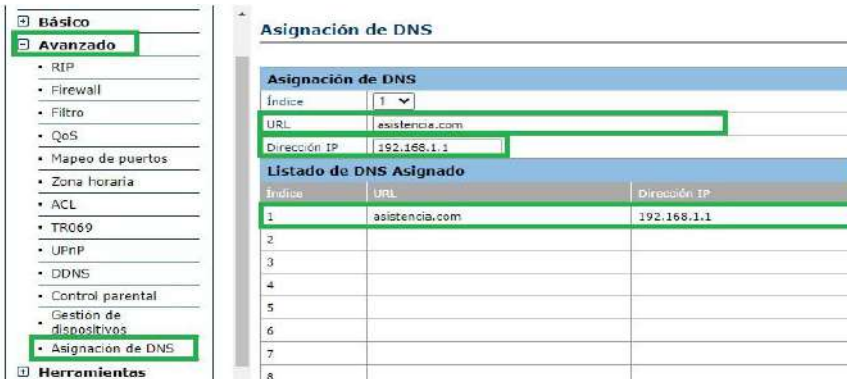 Básico
Avanzado
RIP
Firewall
Filtro
QoS
Mapeo de puertos
Zona horaria
ACL
TR069
UPnP
DDNS
Control parental
Gestión de
dispositivos
Asignación de DNS
Herramientas
Asignación de DNS
Asignación de DNS
Índice 1
URL asistencia.com
Dirección IP 192.168.1.1
Listado de DNS Asignado
Índice URL Dirección IP
1 asistencia.com 192.168.1.1
2
3
4
5
6
7
8